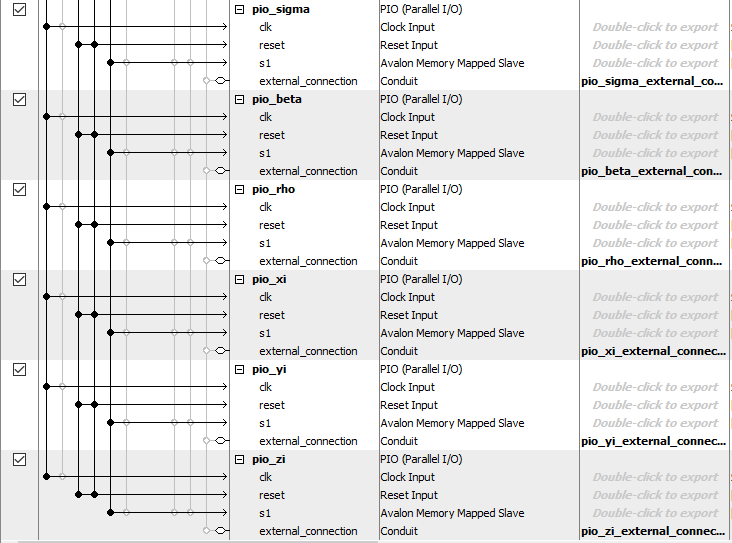 pio_sigma PIO (Parallel I/O)
clk Clock Input Double-click to export
reset Reset Input Double-click to export
s1 Avalon Memory Mapped Slave Double-click to export
external_connection Conduit pio_sigma_external_co...
pio_beta PIO (Parallel I/O)
clk Clock Input Double-click to export
reset Reset Input Double-click to export
s1 Avalon Memory Mapped Slave Double-click to export
external_connection Conduit pio_beta_external_con...
pio_rho PIO (Parallel I/O)
clk Clock Input Double-click to export
reset Reset Input Double-click to export
s1 Avalon Memory Mapped Slave Double-click to export
external_connection Conduit pio_rho_external_conn...
pio_xi PIO (Parallel I/O)
clk Clock Input Double-click to export
reset Reset Input Double-click to export
s1 Avalon Memory Mapped Slave Double-click to export
external_connection Conduit pio_xi_external_connec...
pio_yi PIO (Parallel I/O)
clk Clock Input Double-click to export
reset Reset Input Double-click to export
s1 Avalon Memory Mapped Slave Double-click to export
external_connection Conduit pio_yi_external_connec...
pio_zi PIO (Parallel I/O)
clk Clock Input Double-click to export
reset Reset Input Double-click to export
s1 Avalon Memory Mapped Slave Double-click to export
external_connection Conduit pio_zi_external_connec...